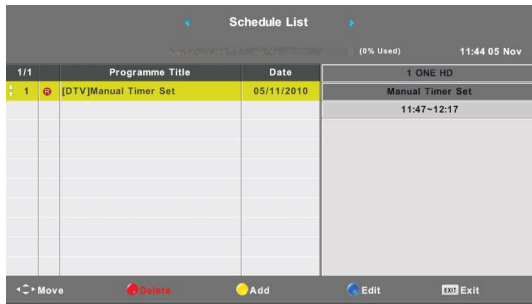 Schedule List
(0% Used) 11:44 05 Nov
1/1 Programme Title Date 1 ONE HD
1 R [DTV]Manual Timer Set 05/11/2010 Manual Timer Set
11:47~12:17
Move Delete Add Edit EXIT Exit